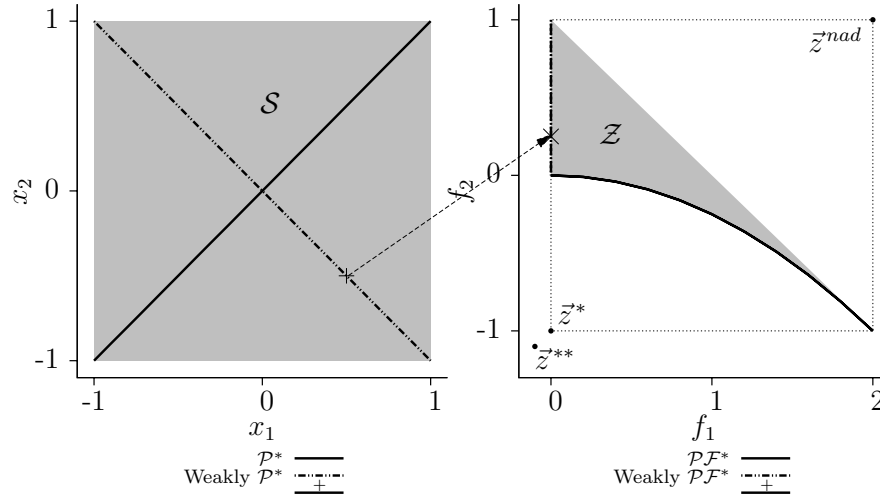 1
0
-1
x₂
𝒮
-1
0
1
x₁
𝒫*
Weakly 𝒫*
+
1
0
-1
f₂
z⃗ⁿᵃᵈ
𝒵
z⃗*
z⃗**
0
1
2
f₁
𝒫ℱ*
Weakly 𝒫ℱ*
+